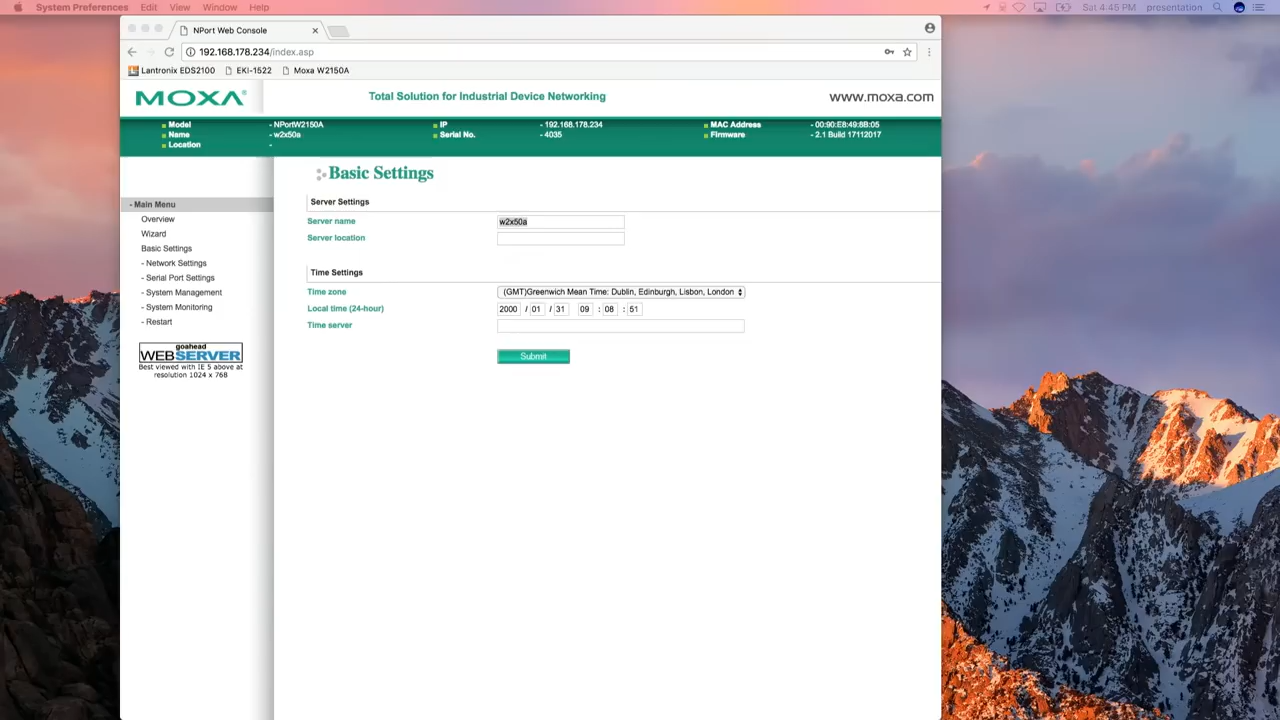 System Preferences Edit View Window Help Sat 4:45 PM presentation
NPort Web Console
192.168.178.234/index.asp
Lantronix EDS2100 EKI-1522 Moxa W2150A
MOXA® Total Solution for Industrial Device Networking www.moxa.com
Model - NPortW2150A IP - 192.168.178.234 MAC Address - 00:90:E8:49:5B:05
Name - w2x50a Serial No. - 4035 Firmware - 2.1 Build 17112017
Location -
Basic Settings
- Main Menu
Overview
Wizard
Basic Settings
- Network Settings
- Serial Port Settings
- System Management
- System Monitoring
- Restart
goahead
WEBSERVER
Best viewed with IE 5 above at
resolution 1024 x 768
Server Settings
Server name w2x50a
Server location
Time Settings
Time zone (GMT)Greenwich Mean Time: Dublin, Edinburgh, Lisbon, London
Local time (24-hour) 2000 / 01 / 31 09 : 08 : 51
Time server
Submit